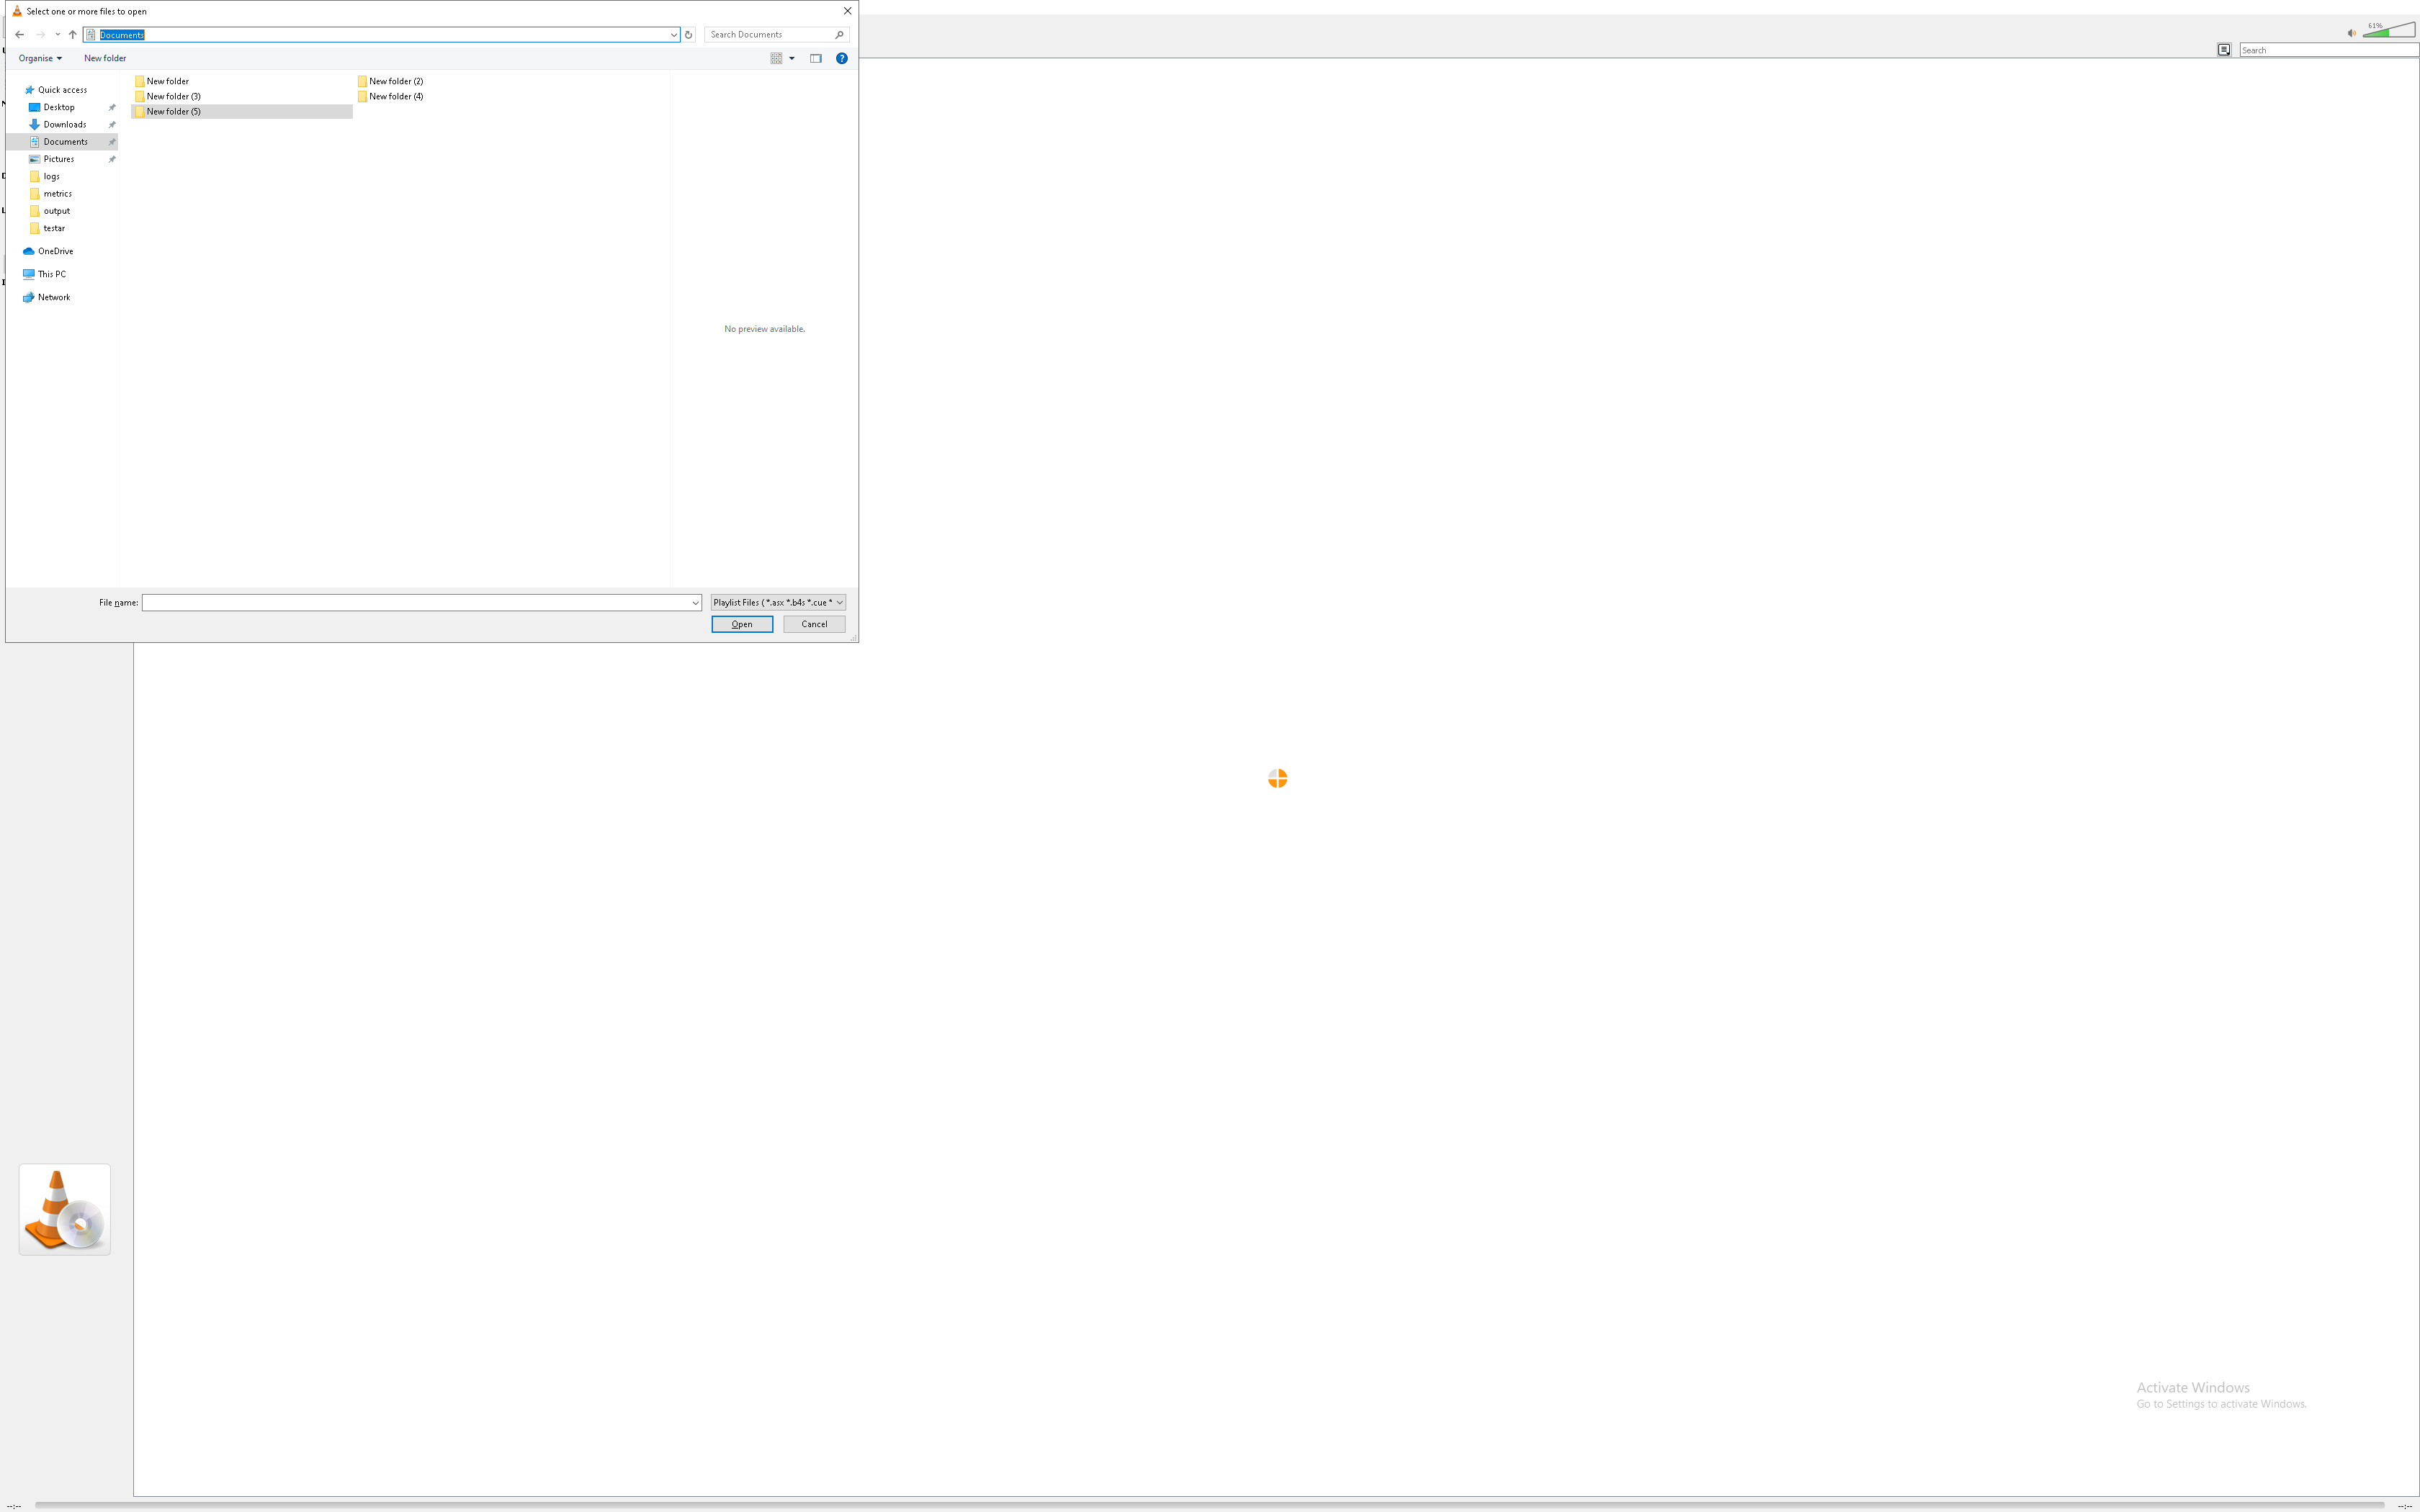 Select one or more files to open
Documents
Search Documents
61%
Search
Organise
New folder
Quick access
Desktop
Downloads
Documents
Pictures
logs
metrics
output
testar
OneDrive
This PC
Network
New folder
New folder (2)
New folder (3)
New folder (4)
New folder (5)
No preview available.
File name:
Playlist Files ( *.asx *.b4s *.cue *
Open
Cancel
Activate Windows
Go to Settings to activate Windows.
--:--
--:--